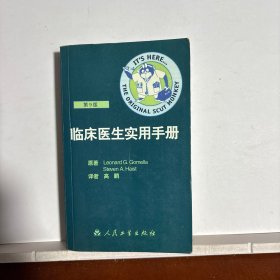 IT'S HERE...
THE ORIGINAL SCUT MONKEY
第9版
临床医生实用手册
原著 Leonard G. Gomella
Steven A. Haist
译者 高鹏
人民卫生出版社